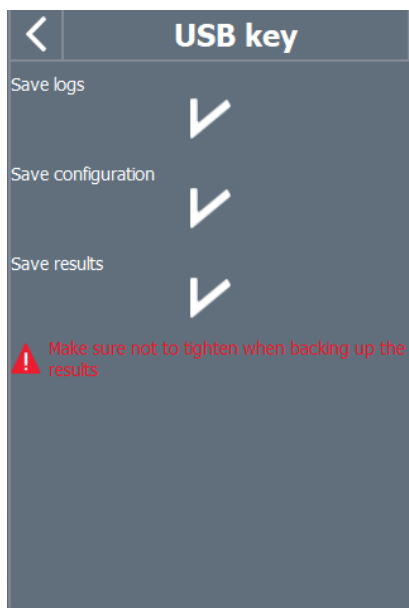 USB key
Save logs
Save configuration
Save results
Make sure not to tighten when backing up the
results